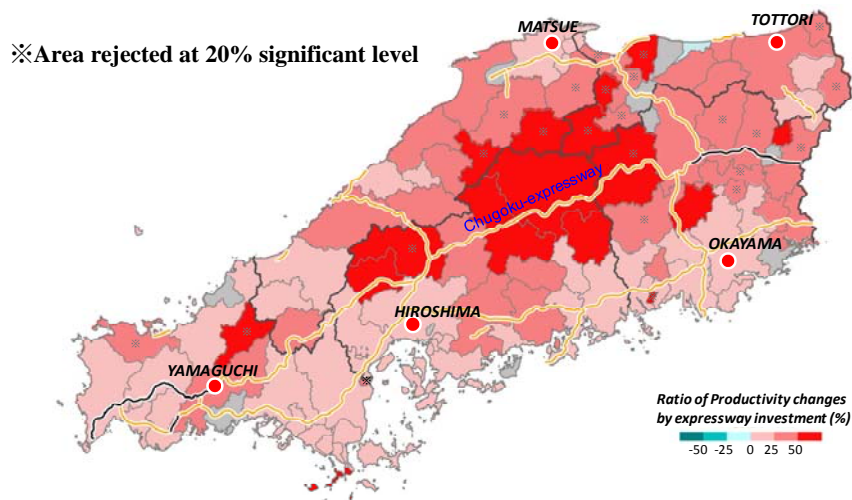 MATSUE
TOTTORI
※Area rejected at 20% significant level
Chugoku-expressway
OKAYAMA
HIROSHIMA
YAMAGUCHI
Ratio of Productivity changes
by expressway investment (%)
-50 -25 0 25 50